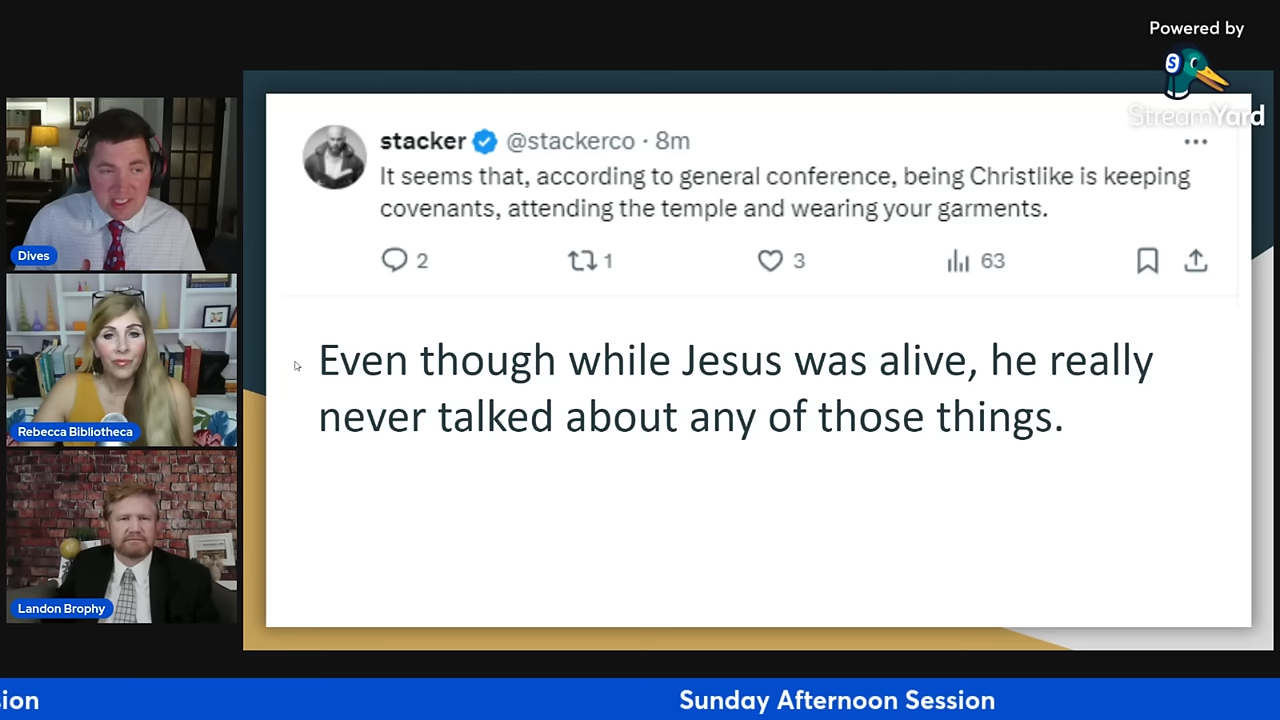 Powered by
StreamYard
stacker @stackerco · 8m
It seems that, according to general conference, being Christlike is keeping
covenants, attending the temple and wearing your garments.
2 1 3 63
Even though while Jesus was alive, he really
never talked about any of those things.
Dives
Rebecca Bibliotheca
Landon Brophy
ion Sunday Afternoon Session